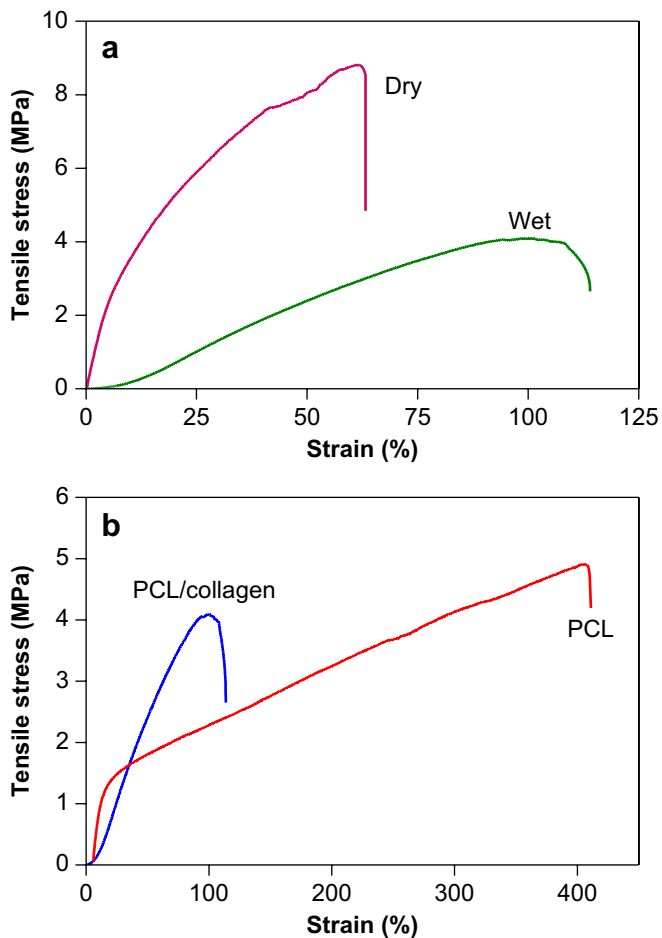 a
Tensile stress (MPa)
10
8
6
4
2
0
Dry
Wet
0 25 50 75 100 125
Strain (%)
b
Tensile stress (MPa)
6
5
4
3
2
1
0
PCL/collagen
PCL
0 100 200 300 400
Strain (%)